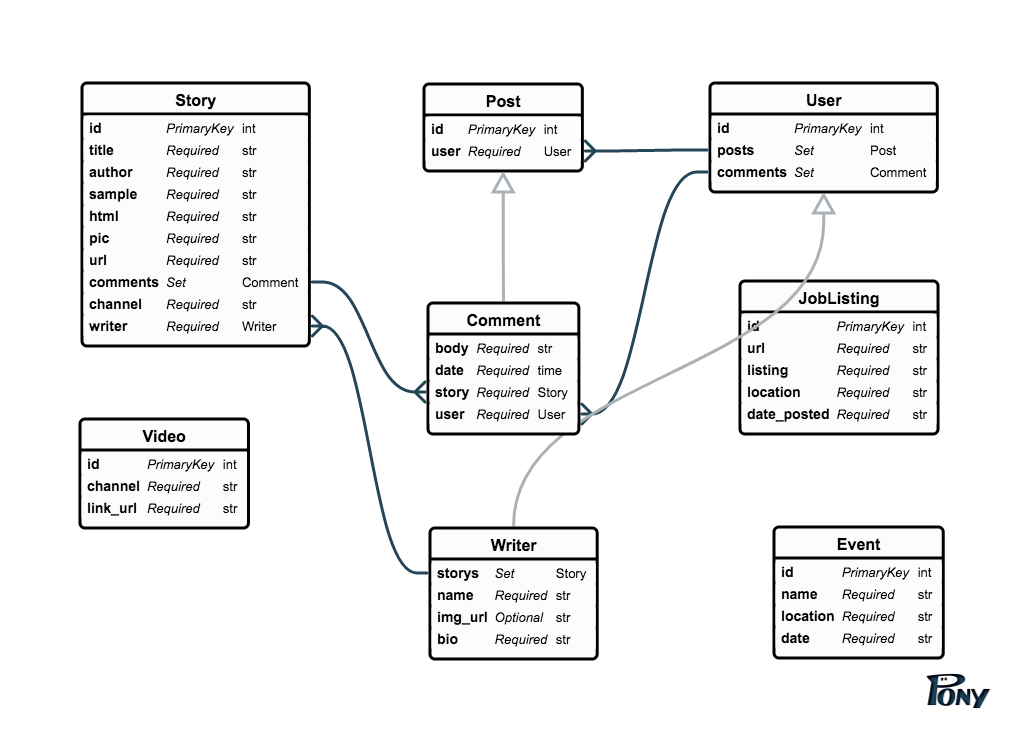 Story
id PrimaryKey int
title Required str
author Required str
sample Required str
html Required str
pic Required str
url Required str
comments Set Comment
channel Required str
writer Required Writer
Post
id PrimaryKey int
user Required User
User
id PrimaryKey int
posts Set Post
comments Set Comment
Comment
body Required str
date Required time
story Required Story
user Required User
JobListing
id PrimaryKey int
url Required str
listing Required str
location Required str
date_posted Required str
Video
id PrimaryKey int
channel Required str
link_url Required str
Writer
storys Set Story
name Required str
img_url Optional str
bio Required str
Event
id PrimaryKey int
name Required str
location Required str
date Required str
PONY